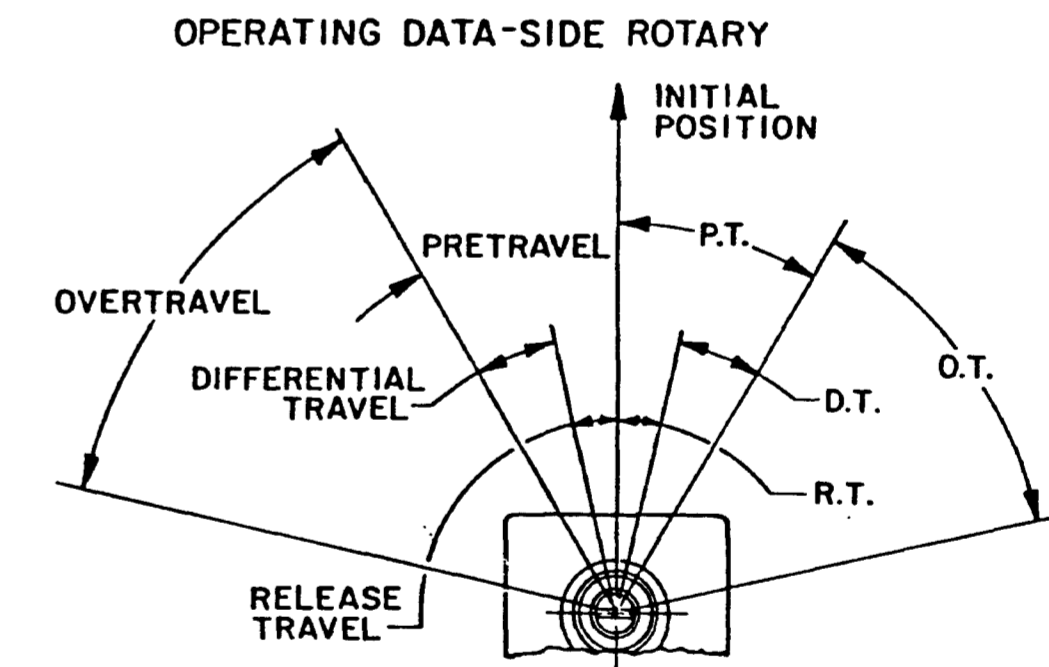 OPERATING DATA-SIDE ROTARY
INITIAL
POSITION
PRETRAVEL
P.T.
OVERTRAVEL
DIFFERENTIAL
TRAVEL
O.T.
D.T.
R.T.
RELEASE
TRAVEL